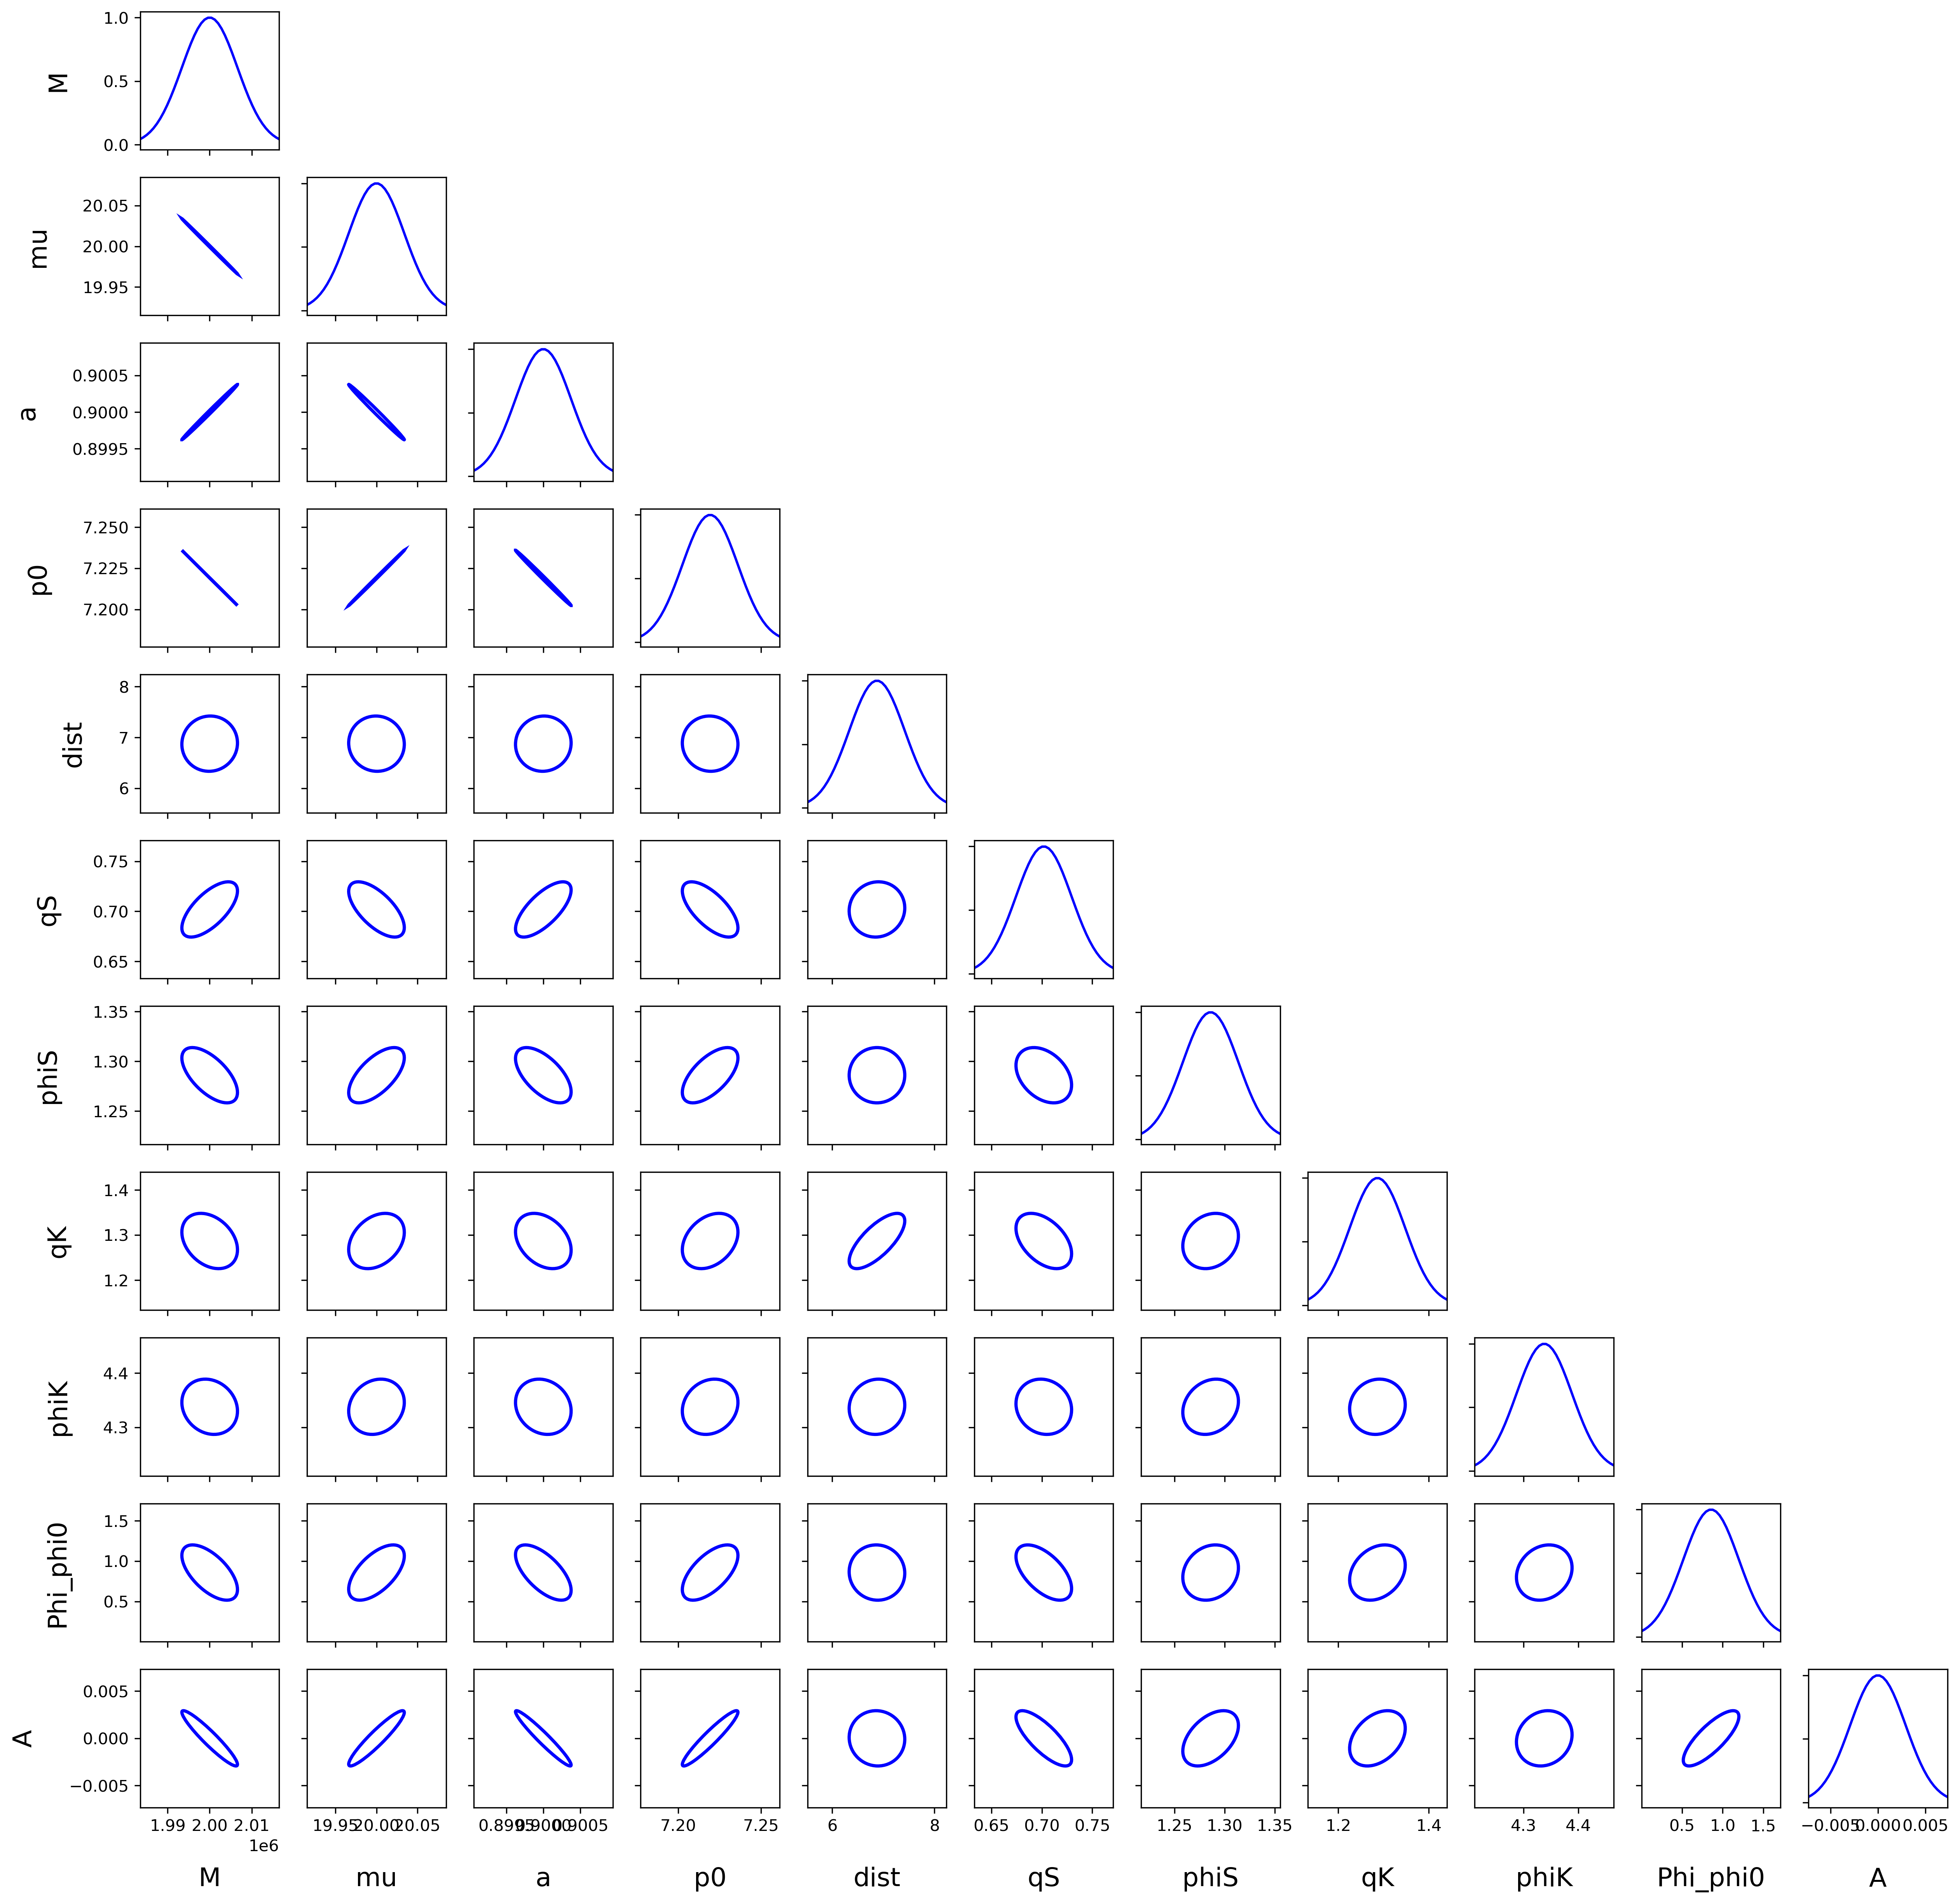 1.0
0.5
0.0
M
20.05
20.00
19.95
mu
0.9005
0.9000
0.8995
a
7.250
7.225
7.200
p0
8
7
6
dist
0.75
0.70
0.65
qS
1.35
1.30
1.25
phiS
1.4
1.3
1.2
qK
4.4
4.3
phiK
1.5
1.0
0.5
Phi_phi0
0.005
0.000
−0.005
A
1.99 2.00 2.01 19.95 20.00 20.05 0.8995 0.9000 0.9005 7.20 7.25 6 8 0.65 0.70 0.75 1.25 1.30 1.35 1.2 1.4 4.3 4.4 0.5 1.0 1.5 −0.005 0.000 0.005
1e6
M mu a p0 dist qS phiS qK phiK Phi_phi0 A